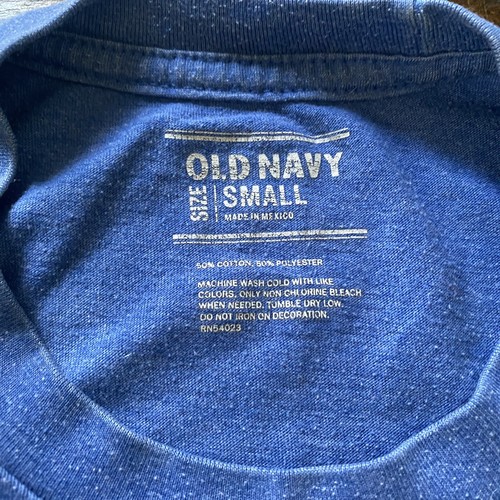 OLD NAVY
SIZE
SMALL
MADE IN MEXICO
50% COTTON, 50% POLYESTER
MACHINE WASH COLD WITH LIKE
COLORS, ONLY NON CHLORINE BLEACH
WHEN NEEDED. TUMBLE DRY LOW.
DO NOT IRON ON DECORATION.
RN54023